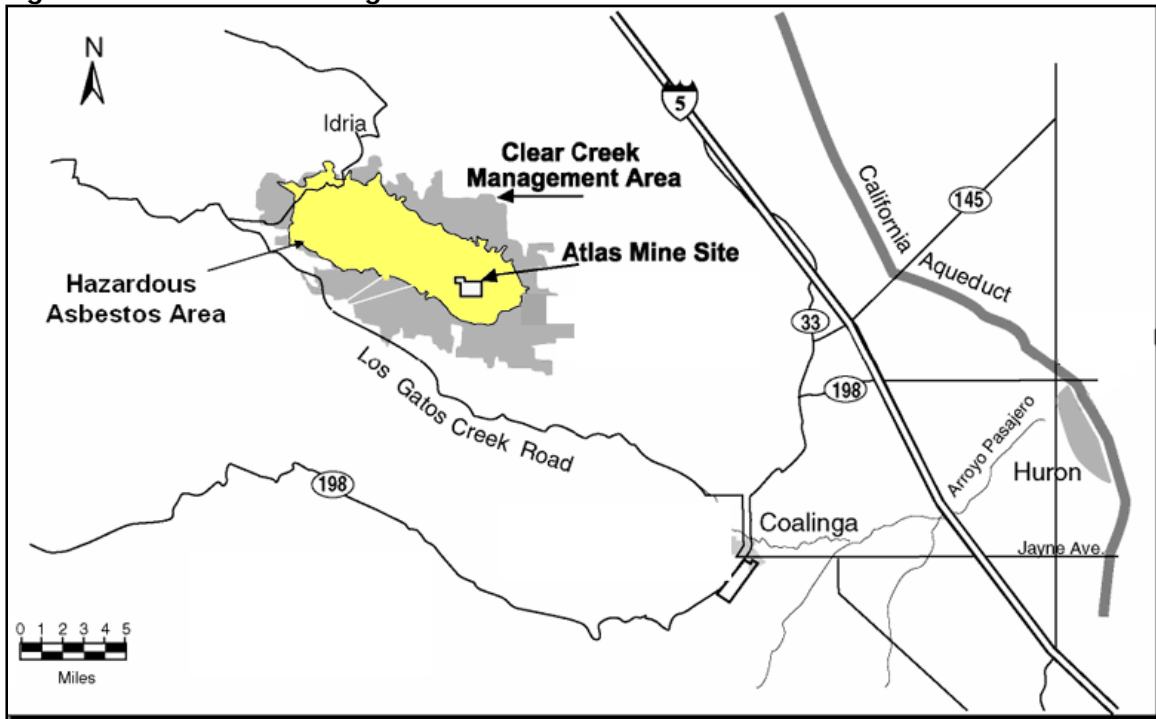 N
5
Idria
Clear Creek
Management Area
California
Aqueduct
145
Atlas Mine Site
Hazardous
Asbestos Area
33
198
Los Gatos Creek Road
Arroyo Pasajero
Huron
198
Coalinga
Jayne Ave.
0 1 2 3 4 5
Miles